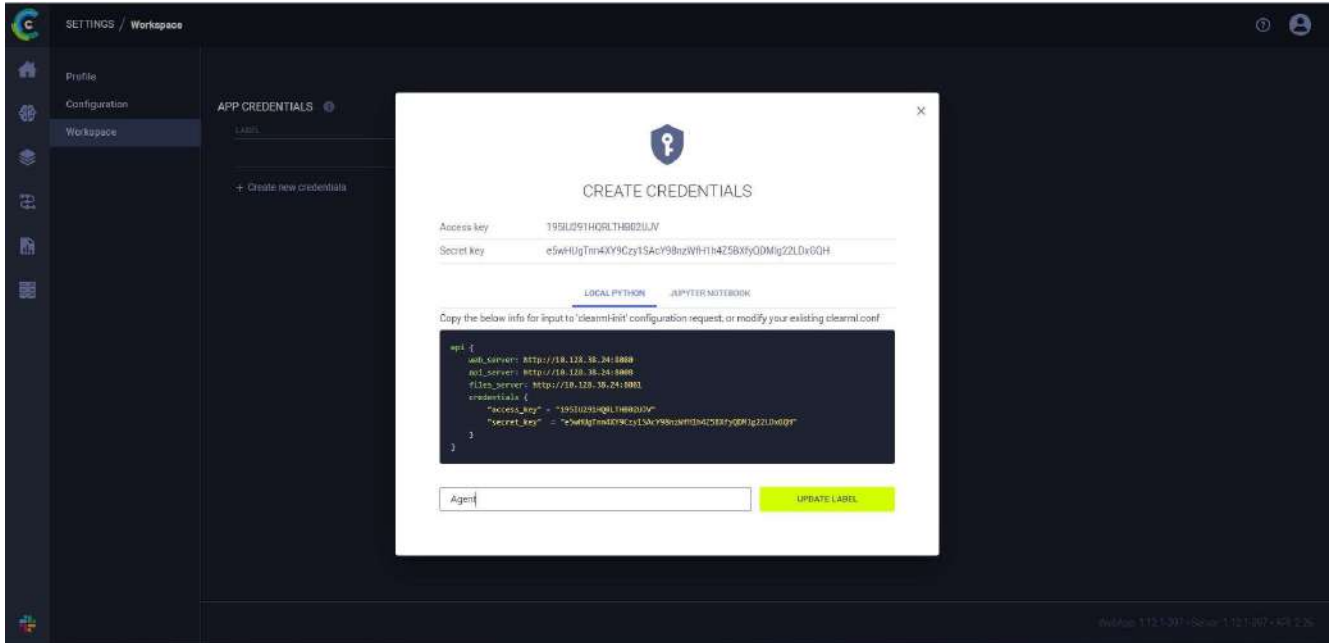 SETTINGS / Workspace
Profile
Configuration
Workspace
APP CREDENTIALS
LABEL
+ Create new credentials
CREATE CREDENTIALS
Access key
Secret key
LOCAL PYTHON JUPYTER NOTEBOOK
Copy the below info for input to 'clearml-init' configuration request, or modify your existing clearml.conf
api {
web_server: http://10.128.38.24:8080
api_server: http://10.128.38.24:8008
files_server: http://10.128.38.24:8081
credentials {
"access_key" =
"secret_key" =
}
}
Agent
UPDATE LABEL